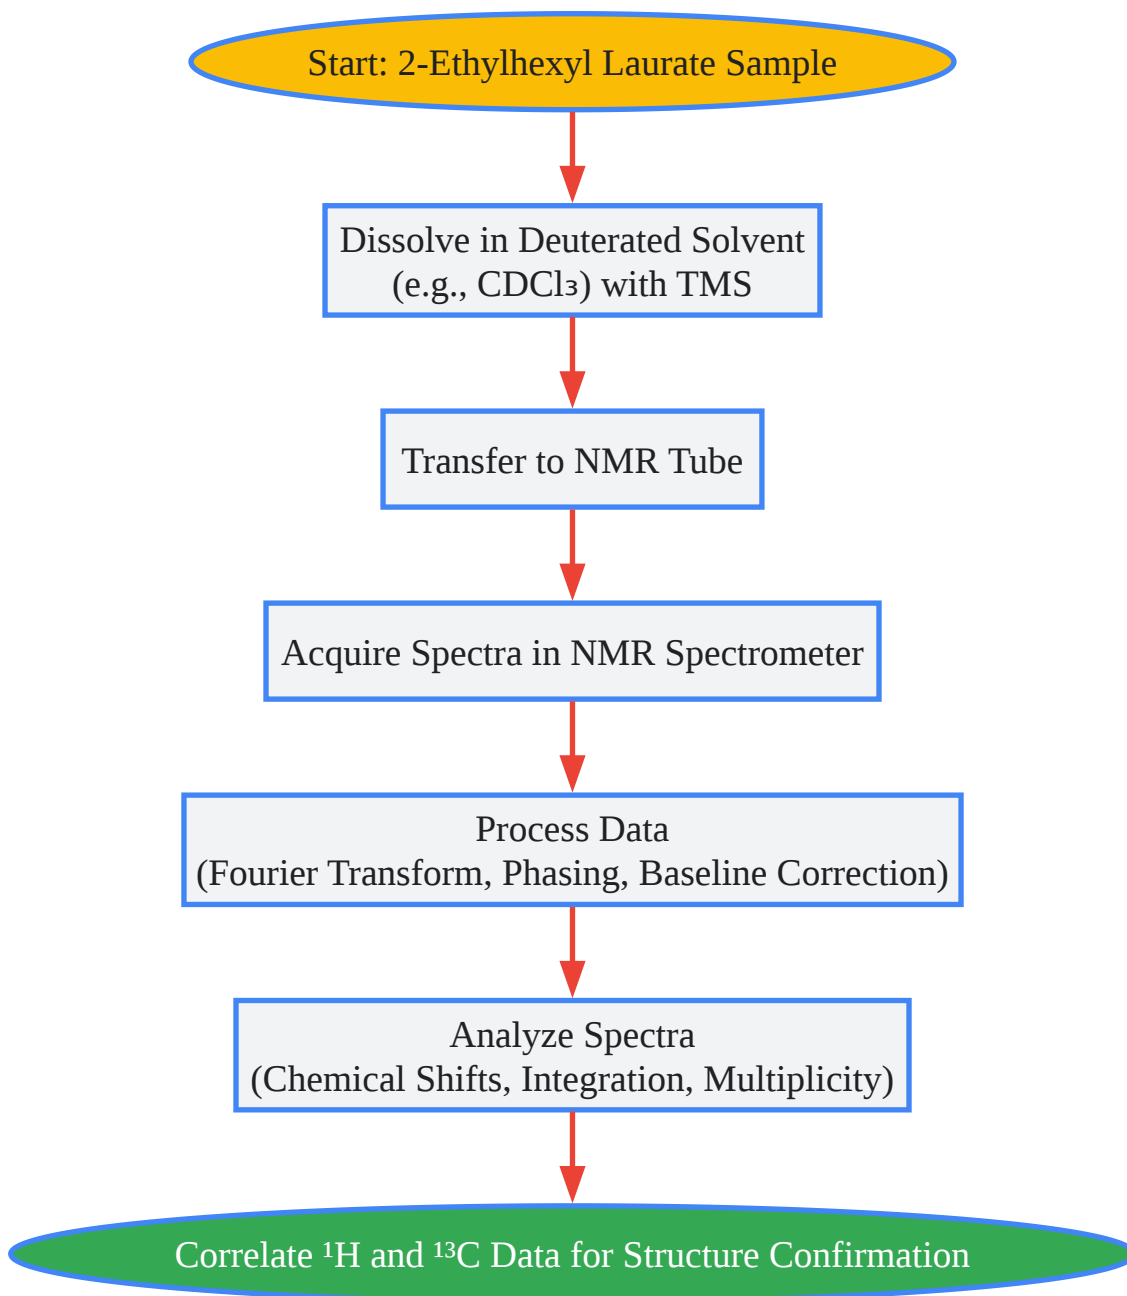 Start: 2-Ethylhexyl Laurate Sample
Dissolve in Deuterated Solvent
(e.g., CDCl₃) with TMS
Transfer to NMR Tube
Acquire Spectra in NMR Spectrometer
Process Data
(Fourier Transform, Phasing, Baseline Correction)
Analyze Spectra
(Chemical Shifts, Integration, Multiplicity)
Correlate ¹H and ¹³C Data for Structure Confirmation